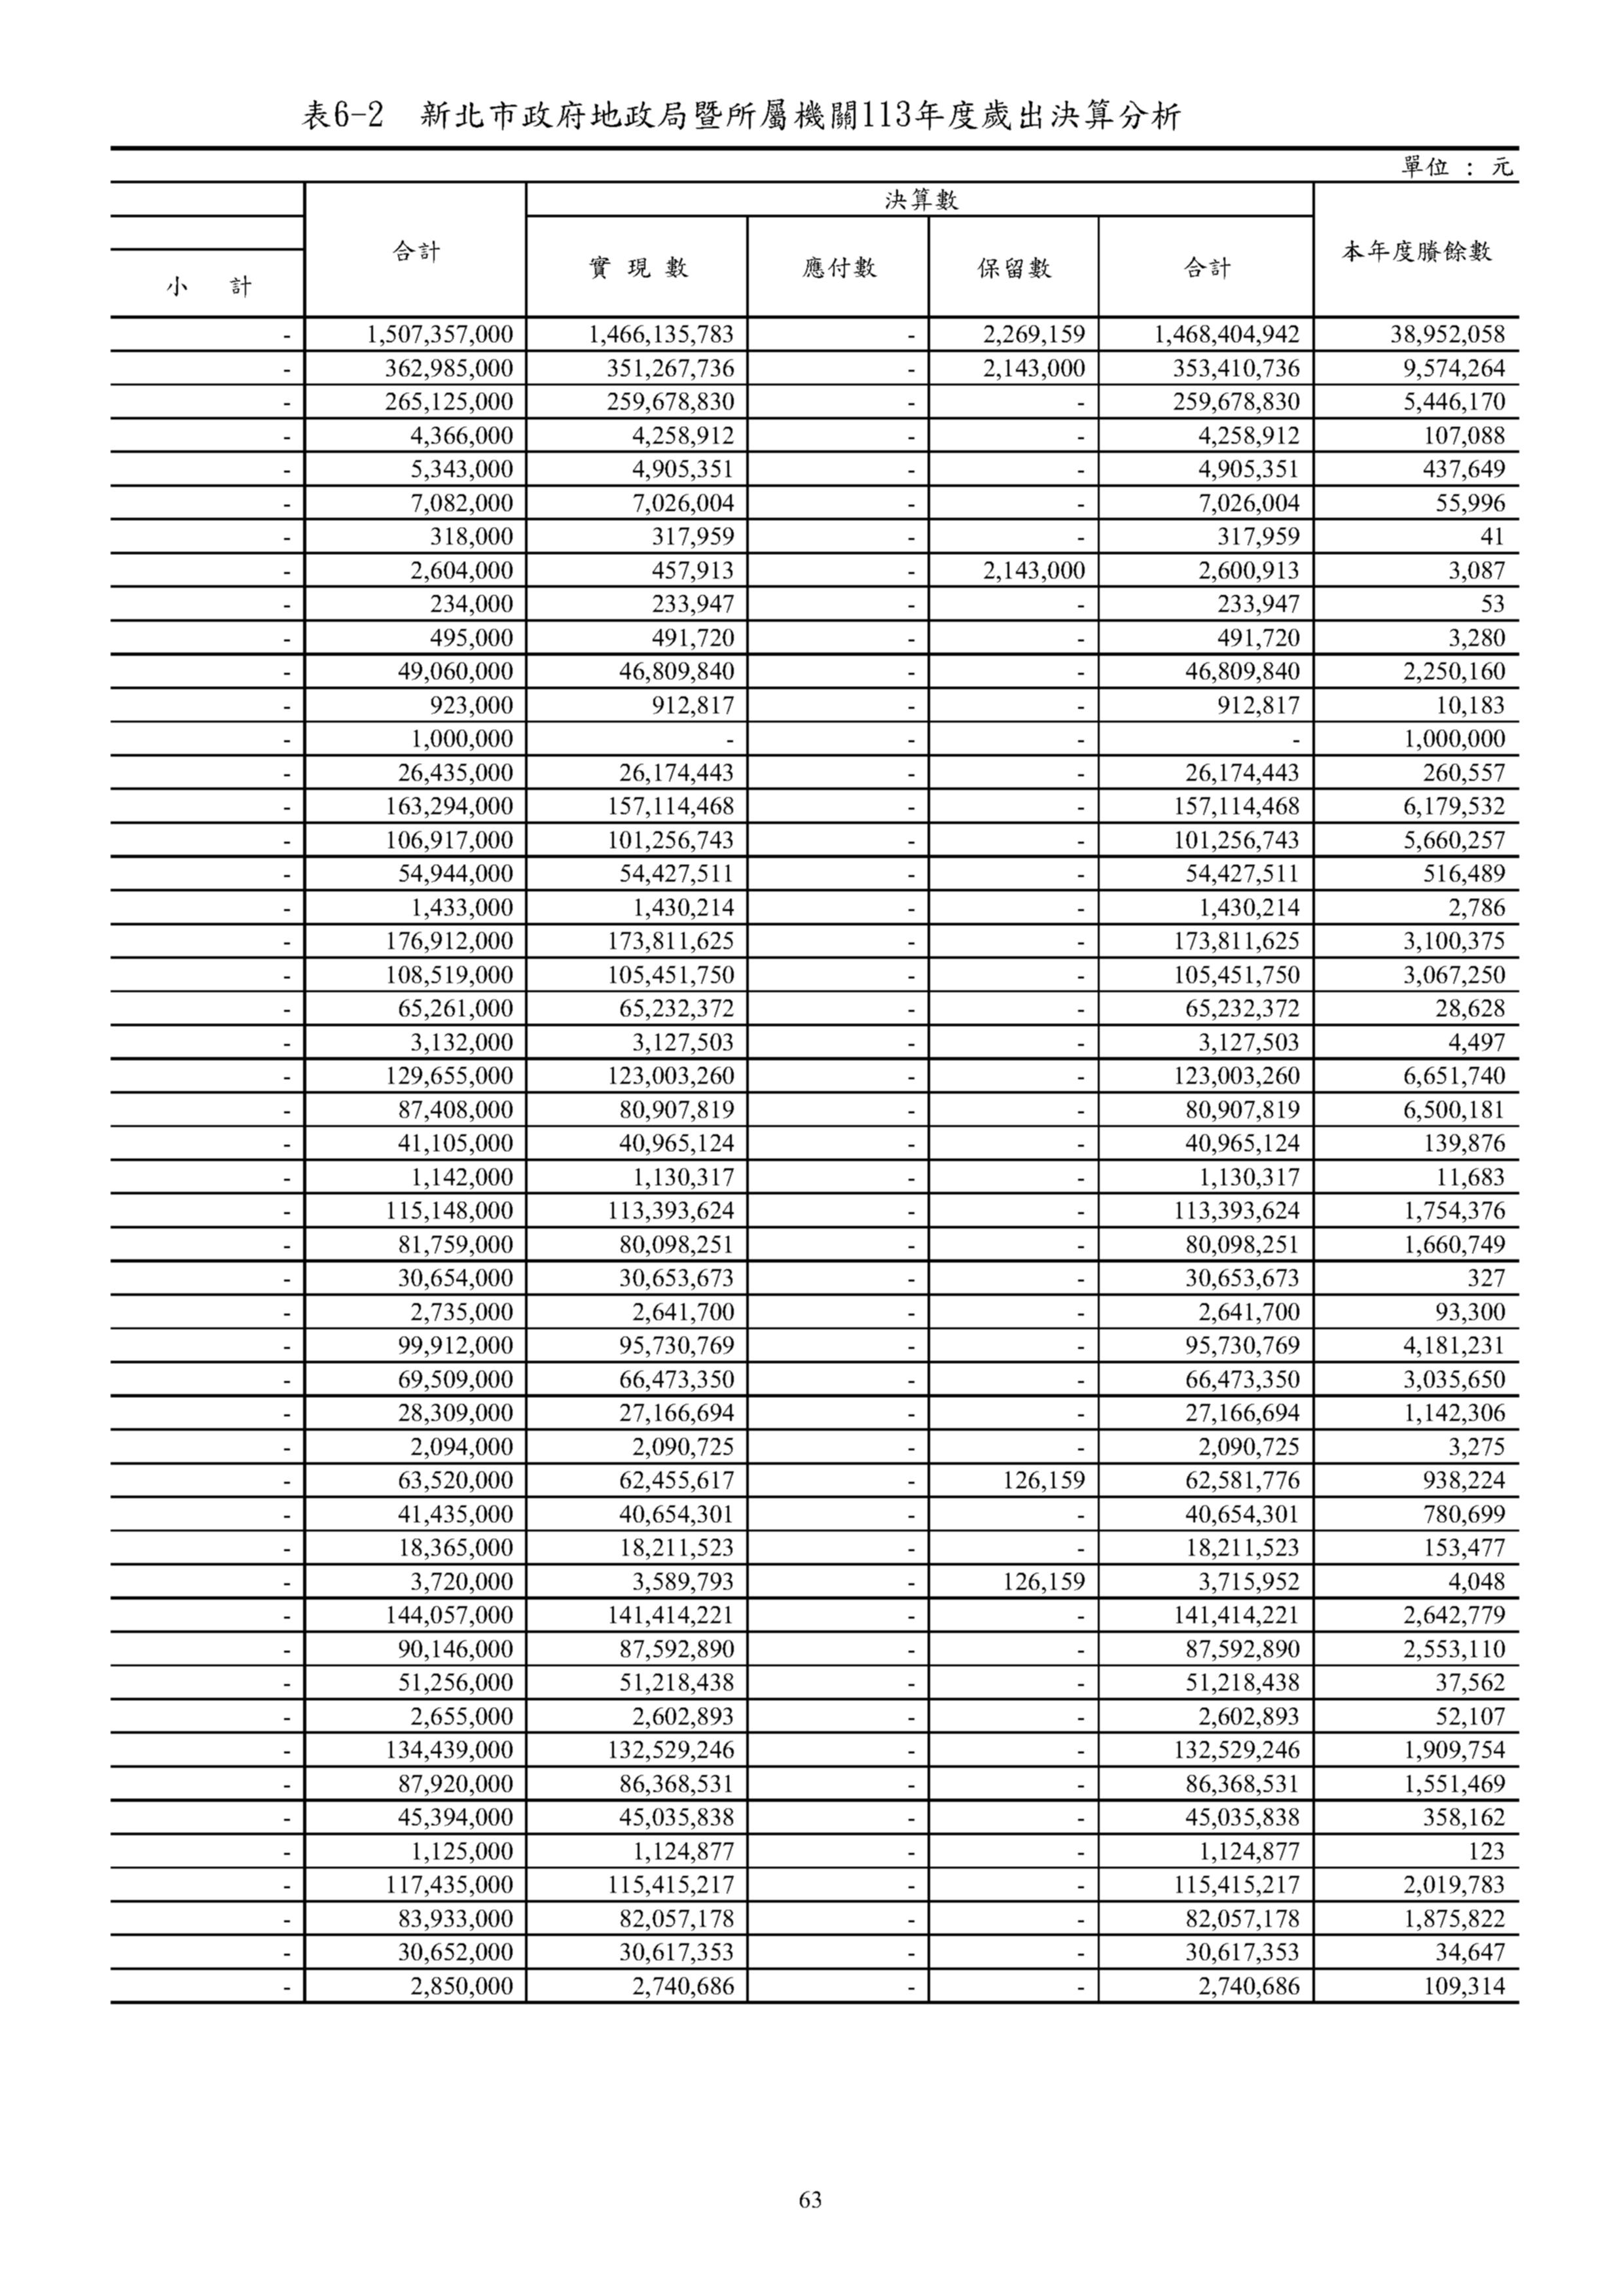 表6-2 新北市政府地政局暨所屬機關113年度歲出決算分析
單位 : 元
小 計 合計 決算數 本年度賸餘數
實 現 數 應付數 保留數 合計
- 1,507,357,000 1,466,135,783 - 2,269,159 1,468,404,942 38,952,058
- 362,985,000 351,267,736 - 2,143,000 353,410,736 9,574,264
- 265,125,000 259,678,830 - - 259,678,830 5,446,170
- 4,366,000 4,258,912 - - 4,258,912 107,088
- 5,343,000 4,905,351 - - 4,905,351 437,649
- 7,082,000 7,026,004 - - 7,026,004 55,996
- 318,000 317,959 - - 317,959 41
- 2,604,000 457,913 - 2,143,000 2,600,913 3,087
- 234,000 233,947 - - 233,947 53
- 495,000 491,720 - - 491,720 3,280
- 49,060,000 46,809,840 - - 46,809,840 2,250,160
- 923,000 912,817 - - 912,817 10,183
- 1,000,000 - - - - 1,000,000
- 26,435,000 26,174,443 - - 26,174,443 260,557
- 163,294,000 157,114,468 - - 157,114,468 6,179,532
- 106,917,000 101,256,743 - - 101,256,743 5,660,257
- 54,944,000 54,427,511 - - 54,427,511 516,489
- 1,433,000 1,430,214 - - 1,430,214 2,786
- 176,912,000 173,811,625 - - 173,811,625 3,100,375
- 108,519,000 105,451,750 - - 105,451,750 3,067,250
- 65,261,000 65,232,372 - - 65,232,372 28,628
- 3,132,000 3,127,503 - - 3,127,503 4,497
- 129,655,000 123,003,260 - - 123,003,260 6,651,740
- 87,408,000 80,907,819 - - 80,907,819 6,500,181
- 41,105,000 40,965,124 - - 40,965,124 139,876
- 1,142,000 1,130,317 - - 1,130,317 11,683
- 115,148,000 113,393,624 - - 113,393,624 1,754,376
- 81,759,000 80,098,251 - - 80,098,251 1,660,749
- 30,654,000 30,653,673 - - 30,653,673 327
- 2,735,000 2,641,700 - - 2,641,700 93,300
- 99,912,000 95,730,769 - - 95,730,769 4,181,231
- 69,509,000 66,473,350 - - 66,473,350 3,035,650
- 28,309,000 27,166,694 - - 27,166,694 1,142,306
- 2,094,000 2,090,725 - - 2,090,725 3,275
- 63,520,000 62,455,617 - 126,159 62,581,776 938,224
- 41,435,000 40,654,301 - - 40,654,301 780,699
- 18,365,000 18,211,523 - - 18,211,523 153,477
- 3,720,000 3,589,793 - 126,159 3,715,952 4,048
- 144,057,000 141,414,221 - - 141,414,221 2,642,779
- 90,146,000 87,592,890 - - 87,592,890 2,553,110
- 51,256,000 51,218,438 - - 51,218,438 37,562
- 2,655,000 2,602,893 - - 2,602,893 52,107
- 134,439,000 132,529,246 - - 132,529,246 1,909,754
- 87,920,000 86,368,531 - - 86,368,531 1,551,469
- 45,394,000 45,035,838 - - 45,035,838 358,162
- 1,125,000 1,124,877 - - 1,124,877 123
- 117,435,000 115,415,217 - - 115,415,217 2,019,783
- 83,933,000 82,057,178 - - 82,057,178 1,875,822
- 30,652,000 30,617,353 - - 30,617,353 34,647
- 2,850,000 2,740,686 - - 2,740,686 109,314
63